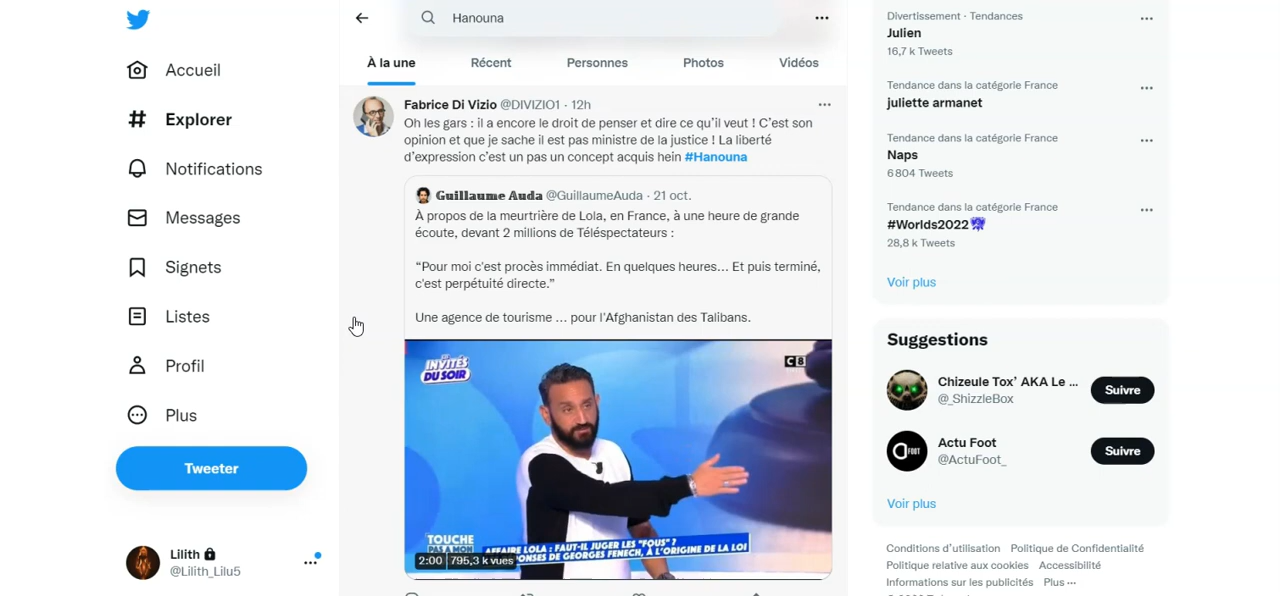 Accueil
Explorer
Notifications
Messages
Signets
Listes
Profil
Plus
Tweeter
Lilith
@Lilith_Lilu5
Hanouna
À la une
Récent
Personnes
Photos
Vidéos
Fabrice Di Vizio @DIVIZIO1 · 12h
Oh les gars : il a encore le droit de penser et dire ce qu'il veut ! C'est son
opinion et que je sache il est pas ministre de la justice ! La liberté
d'expression c'est un pas un concept acquis hein #Hanouna
Guillaume Auda @GuillaumeAuda · 21 oct.
À propos de la meurtrière de Lola, en France, à une heure de grande
écoute, devant 2 millions de Téléspectateurs :
“Pour moi c'est procès immédiat. En quelques heures... Et puis terminé,
c'est perpétuité directe.”
Une agence de tourisme ... pour l'Afghanistan des Talibans.
INVITÉS
DU SOIR
C8
TOUCHE
AFFAIRE LOLA : FAUT-IL JUGER LES "FOUS" ?
PONSES DE GEORGES FENECH, À L'ORIGINE DE LA LOI
2:00 795,3 k vues
Divertissement · Tendances
Julien
16,7 k Tweets
Tendance dans la catégorie France
juliette armanet
Tendance dans la catégorie France
Naps
6 804 Tweets
Tendance dans la catégorie France
#Worlds2022
28,8 k Tweets
Voir plus
Suggestions
Chizeule Tox' AKA Le ...
@_ShizzleBox
Suivre
Actu Foot
@ActuFoot_
Suivre
Voir plus
Conditions d'utilisation Politique de Confidentialité
Politique relative aux cookies Accessibilité
Informations sur les publicités Plus ···